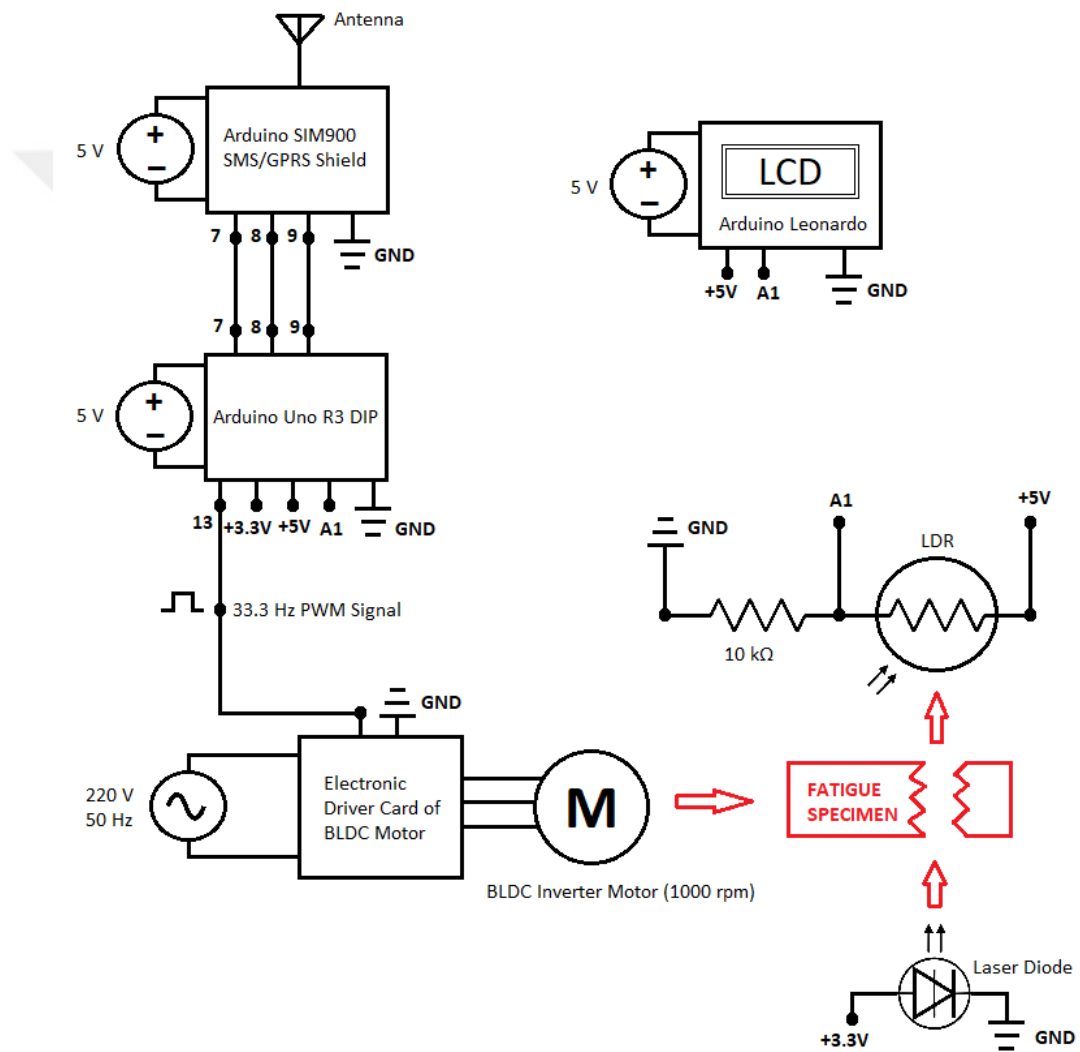 Antenna
Arduino SIM900
SMS/GPRS Shield
5 V
7
8
9
GND
LCD
Arduino Leonardo
5 V
+5V
A1
GND
7
8
9
Arduino Uno R3 DIP
5 V
13
+3.3V
+5V
A1
GND
33.3 Hz PWM Signal
GND
A1
+5V
LDR
10 kΩ
GND
220 V
50 Hz
Electronic
Driver Card of
BLDC Motor
M
BLDC Inverter Motor (1000 rpm)
FATIGUE
SPECIMEN
Laser Diode
+3.3V
GND